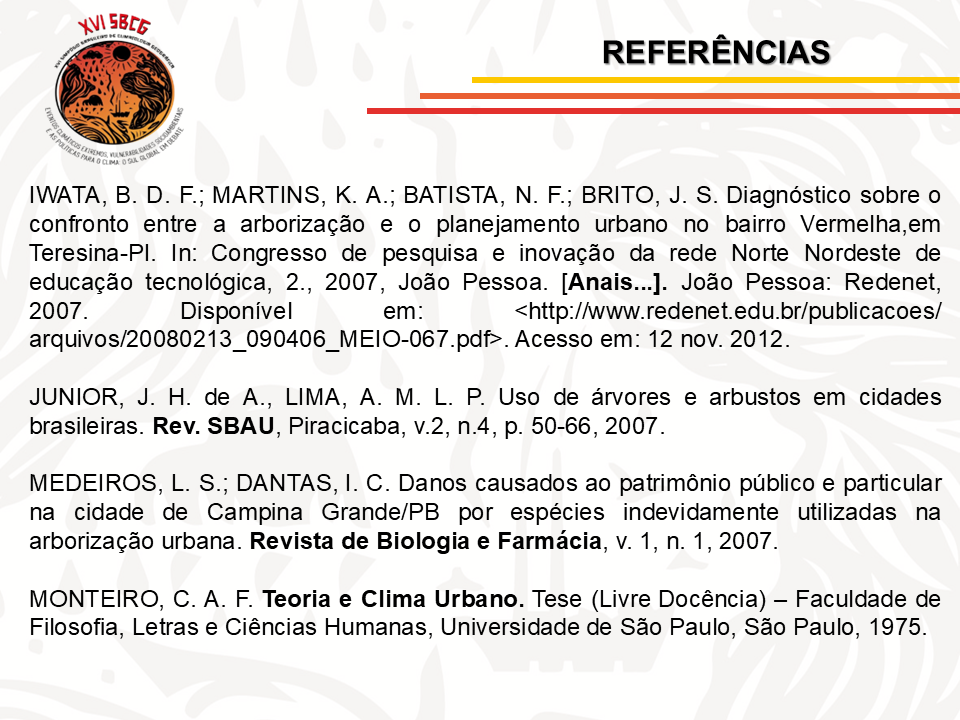 XVI SBCG
XVI SIMPÓSIO BRASILEIRO DE CLIMATOLOGIA GEOGRÁFICA
EVENTOS CLIMÁTICOS EXTREMOS, VULNERABILIDADES SOCIOAMBIENTAIS
E AS POLÍTICAS PARA O CLIMA: O SUL GLOBAL EM DEBATE
REFERÊNCIAS
IWATA, B. D. F.; MARTINS, K. A.; BATISTA, N. F.; BRITO, J. S. Diagnóstico sobre o
confronto entre a arborização e o planejamento urbano no bairro Vermelha,em
Teresina-PI. In: Congresso de pesquisa e inovação da rede Norte Nordeste de
educação tecnológica, 2., 2007, João Pessoa. [Anais...]. João Pessoa: Redenet,
2007. Disponível em: <http://www.redenet.edu.br/publicacoes/
arquivos/20080213_090406_MEIO-067.pdf>. Acesso em: 12 nov. 2012.
JUNIOR, J. H. de A., LIMA, A. M. L. P. Uso de árvores e arbustos em cidades
brasileiras. Rev. SBAU, Piracicaba, v.2, n.4, p. 50-66, 2007.
MEDEIROS, L. S.; DANTAS, I. C. Danos causados ao patrimônio público e particular
na cidade de Campina Grande/PB por espécies indevidamente utilizadas na
arborização urbana. Revista de Biologia e Farmácia, v. 1, n. 1, 2007.
MONTEIRO, C. A. F. Teoria e Clima Urbano. Tese (Livre Docência) – Faculdade de
Filosofia, Letras e Ciências Humanas, Universidade de São Paulo, São Paulo, 1975.